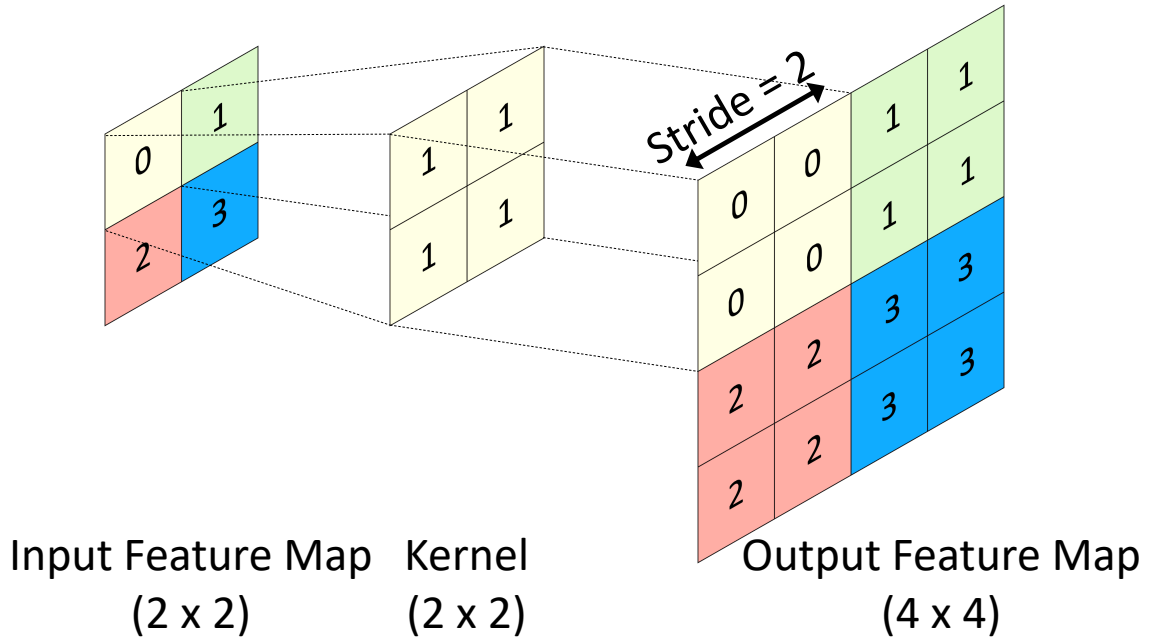 0 1
2 3
1 1
1 1
Stride = 2
0 0 1 1
0 0 1 1
2 2 3 3
2 2 3 3
Input Feature Map
(2 x 2)
Kernel
(2 x 2)
Output Feature Map
(4 x 4)